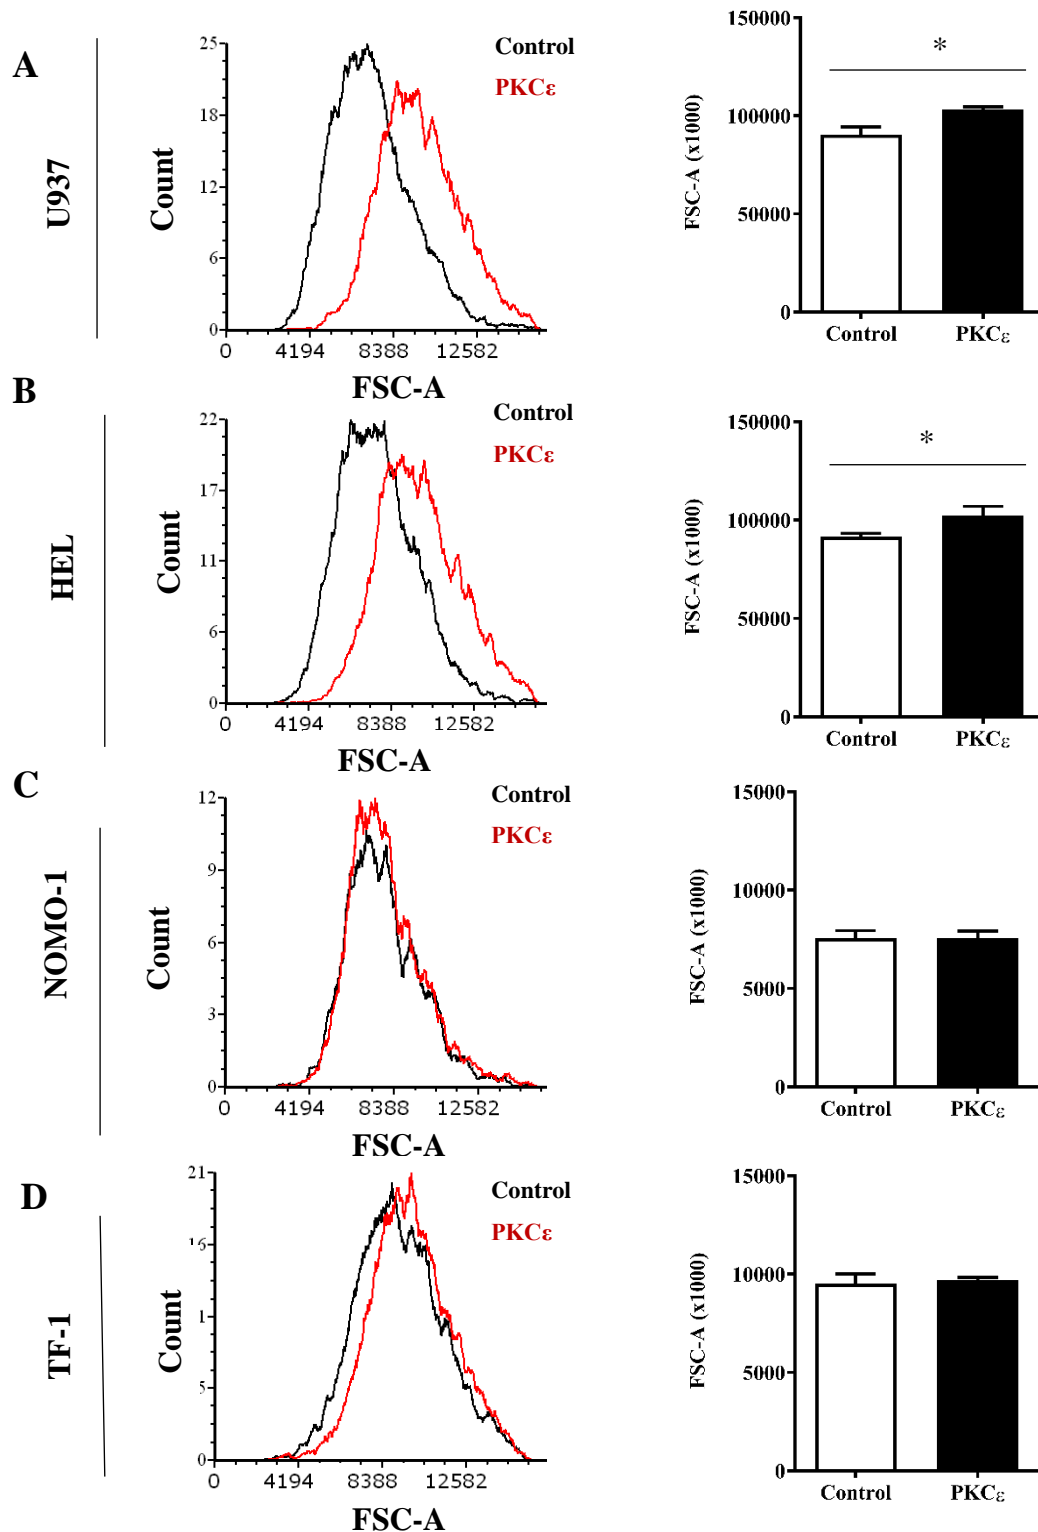 A
U937
Count
25
18
12
6
0
0 4194 8388 12582
FSC-A
Control
PKCε
FSC-A (x1000)
150000
100000
50000
0
*
Control PKCε
B
HEL
Count
22
17
11
6
0
0 4194 8388 12582
FSC-A
Control
PKCε
FSC-A (x1000)
150000
100000
50000
0
*
Control PKCε
C
NOMO-1
Count
12
9
6
3
0
0 4194 8388 12582
FSC-A
Control
PKCε
FSC-A (x1000)
15000
10000
5000
0
Control PKCε
D
TF-1
Count
21
16
1
5
0
0 4194 8388 12582
FSC-A
Control
PKCε
FSC-A (x1000)
15000
10000
5000
0
Control PKCε